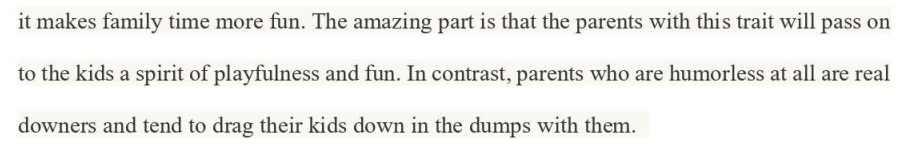 it makes family time more fun. The amazing part is that the parents with this trait will pass on
to the kids a spirit of playfulness and fun. In contrast, parents who are humorless at all are real
downers and tend to drag their kids down in the dumps with them.